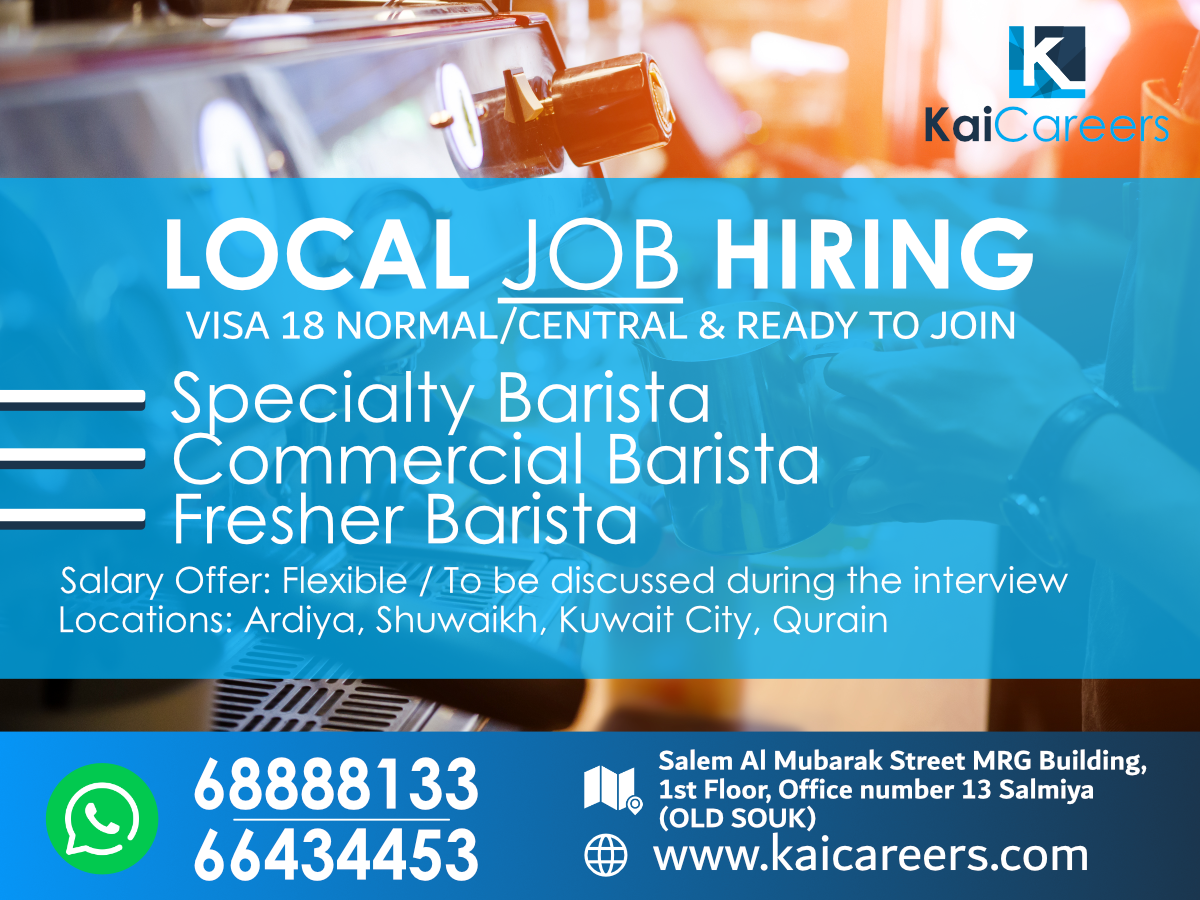 K
KaiCareers
LOCAL JOB HIRING
VISA 18 NORMAL/CENTRAL & READY TO JOIN
Specialty Barista
Commercial Barista
Fresher Barista
Salary Offer: Flexible / To be discussed during the interview
Locations: Ardiya, Shuwaikh, Kuwait City, Qurain
68888133
66434453
Salem Al Mubarak Street MRG Building,
1st Floor, Office number 13 Salmiya
(OLD SOUK)
www.kaicareers.com